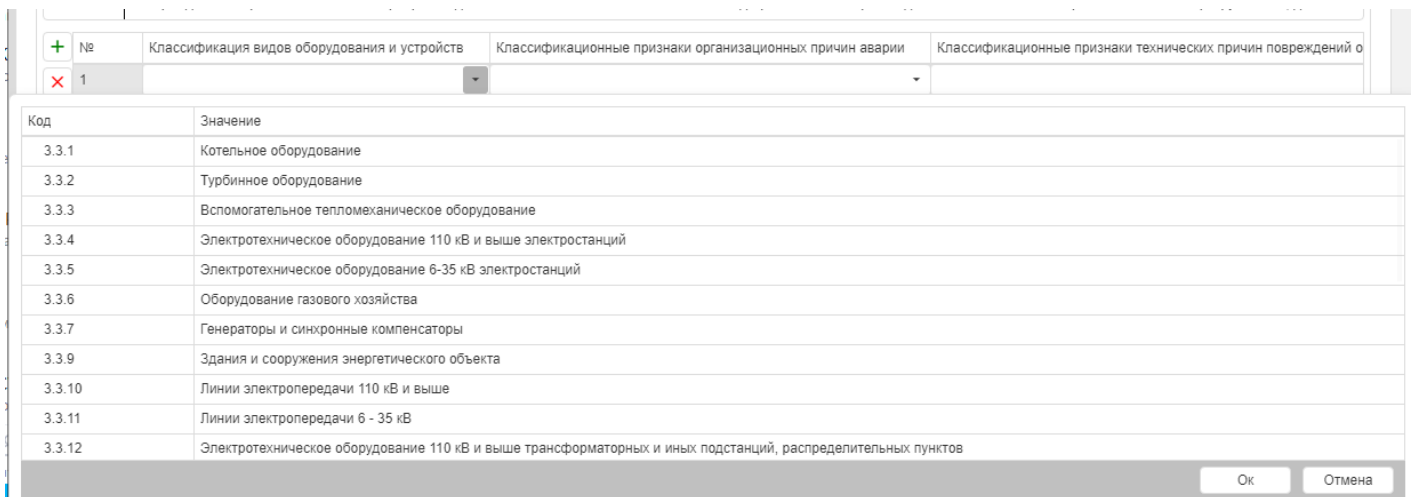 № Классификация видов оборудования и устройств Классификационные признаки организационных причин аварии Классификационные признаки технических причин повреждений о
1
Код Значение
3.3.1 Котельное оборудование
3.3.2 Турбинное оборудование
3.3.3 Вспомогательное тепломеханическое оборудование
3.3.4 Электротехническое оборудование 110 кВ и выше электростанций
3.3.5 Электротехническое оборудование 6-35 кВ электростанций
3.3.6 Оборудование газового хозяйства
3.3.7 Генераторы и синхронные компенсаторы
3.3.9 Здания и сооружения энергетического объекта
3.3.10 Линии электропередачи 110 кВ и выше
3.3.11 Линии электропередачи 6 - 35 кВ
3.3.12 Электротехническое оборудование 110 кВ и выше трансформаторных и иных подстанций, распределительных пунктов
Ок Отмена